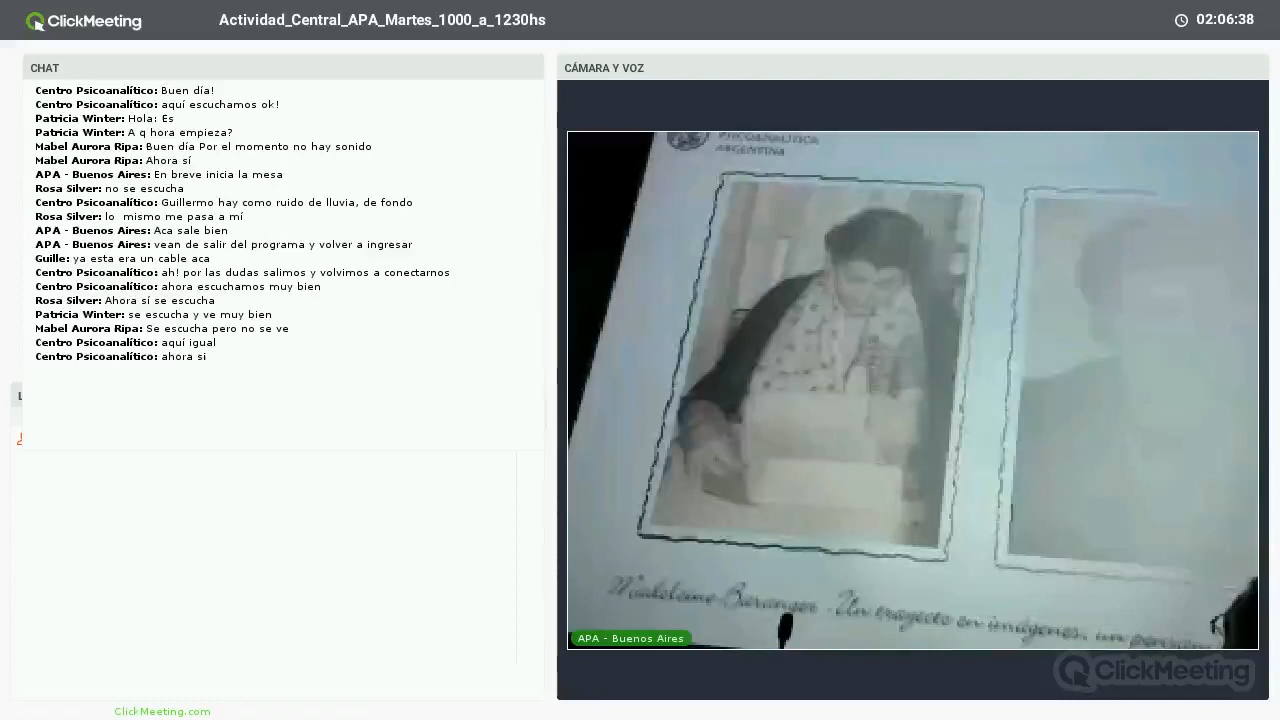 ClickMeeting
Actividad_Central_APA_Martes_1000_a_1230hs
02:06:38
CHAT
Centro Psicoanalítico: Buen día!
Centro Psicoanalítico: aquí escuchamos ok!
Patricia Winter: Hola: Es
Patricia Winter: A q hora empieza?
Mabel Aurora Ripa: Buen día Por el momento no hay sonido
Mabel Aurora Ripa: Ahora sí
APA - Buenos Aires: En breve inicia la mesa
Rosa Silver: no se escucha
Centro Psicoanalítico: Guillermo hay como ruido de lluvia, de fondo
Rosa Silver: lo mismo me pasa a mí
APA - Buenos Aires: Aca sale bien
APA - Buenos Aires: vean de salir del programa y volver a ingresar
Guille: ya esta era un cable aca
Centro Psicoanalítico: ah! por las dudas salimos y volvimos a conectarnos
Centro Psicoanalítico: ahora escuchamos muy bien
Rosa Silver: Ahora sí se escucha
Patricia Winter: se escucha y ve muy bien
Mabel Aurora Ripa: Se escucha pero no se ve
Centro Psicoanalítico: aquí igual
Centro Psicoanalítico: ahora si
L
ClickMeeting.com
CÁMARA Y VOZ
PSICOANALITICA
ARGENTINA
Madeleine Baranger - Un trayecto en imágenes, un
APA - Buenos Aires
ClickMeeting